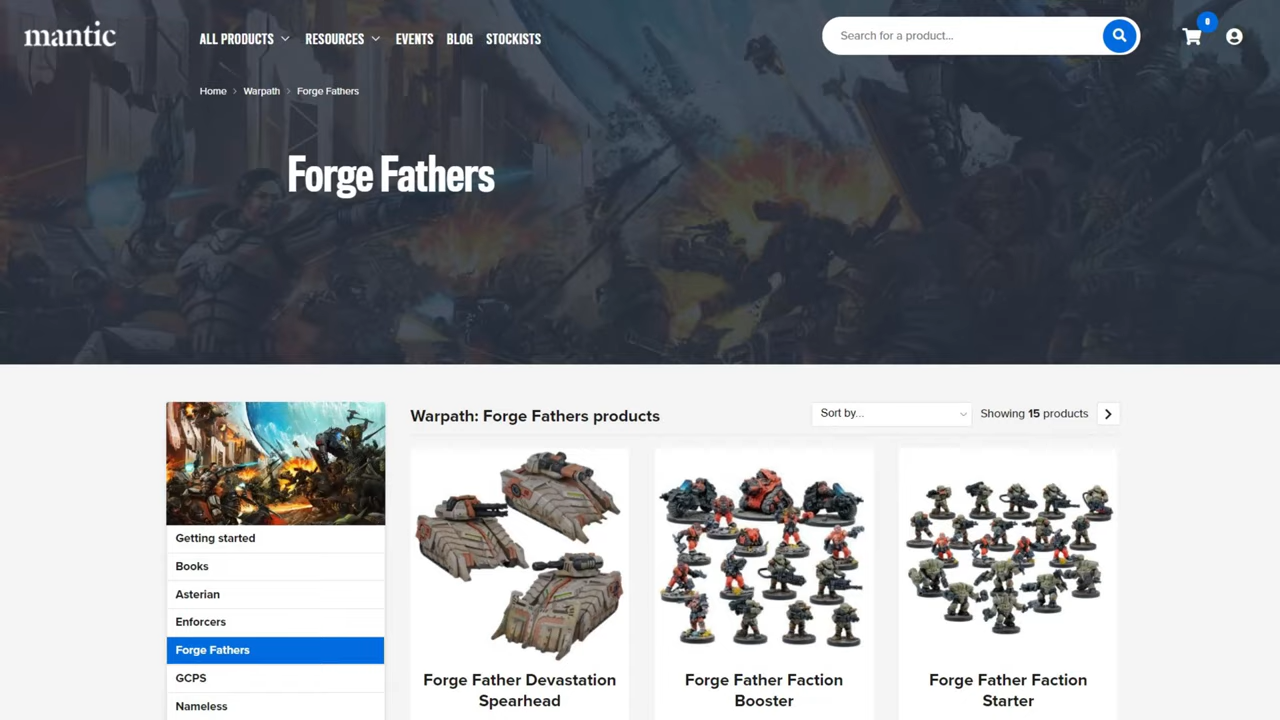 mantic
ALL PRODUCTS
RESOURCES
EVENTS
BLOG
STOCKISTS
Search for a product...
0
Home > Warpath > Forge Fathers
Forge Fathers
Getting started
Books
Asterian
Enforcers
Forge Fathers
GCPS
Nameless
Warpath: Forge Fathers products
Sort by...
Showing 15 products
Forge Father Devastation
Spearhead
Forge Father Faction
Booster
Forge Father Faction
Starter